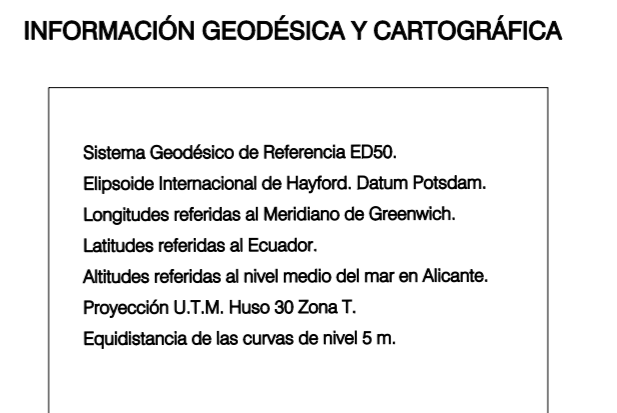 INFORMACIÓN GEODÉSICA Y CARTOGRÁFICA
Sistema Geodésico de Referencia ED50.
Elipsoide Internacional de Hayford. Datum Potsdam.
Longitudes referidas al Meridiano de Greenwich.
Latitudes referidas al Ecuador.
Altitudes referidas al nivel medio del mar en Alicante.
Proyección U.T.M. Huso 30 Zona T.
Equidistancia de las curvas de nivel 5 m.